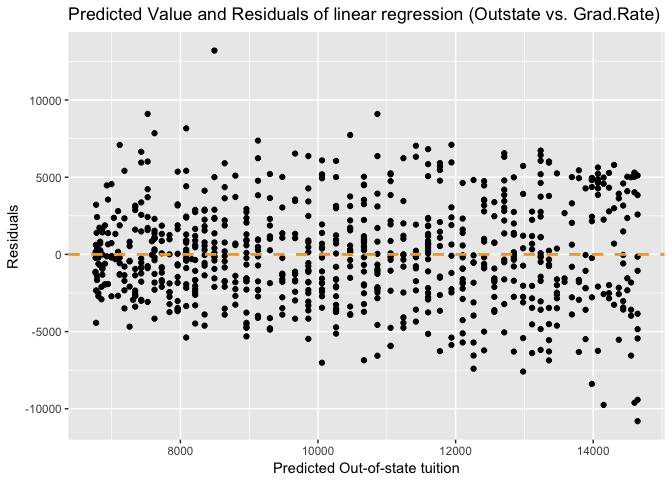 Predicted Value and Residuals of linear regression (Outstate vs. Grad.Rate)
10000
5000
0
-5000
-10000
Residuals
8000 10000 12000 14000
Predicted Out-of-state tuition